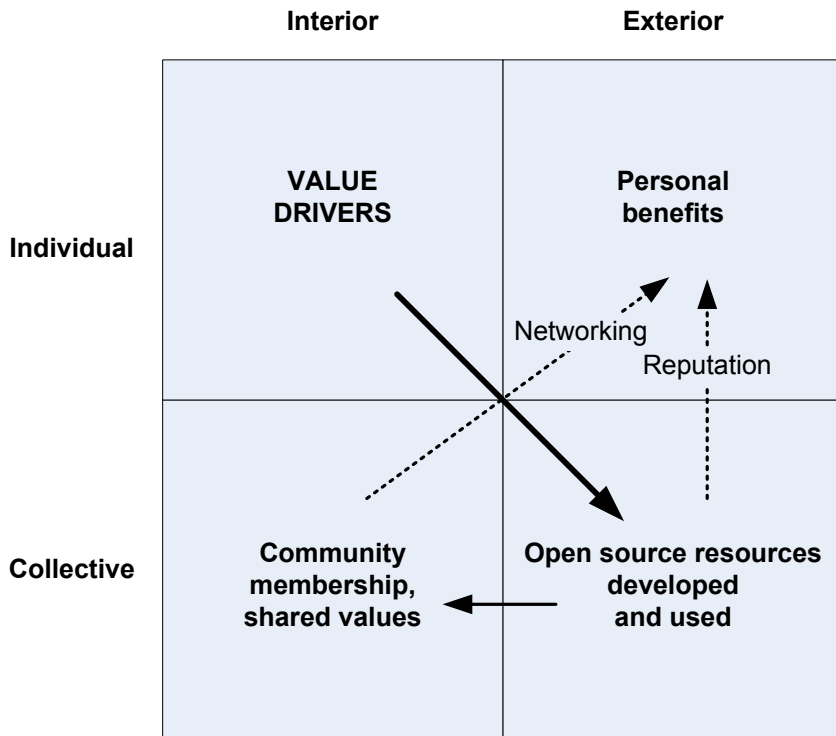 Interior
Exterior
Individual
VALUE
DRIVERS
Personal
benefits
Networking
Reputation
Collective
Community
membership,
shared values
Open source resources
developed
and used